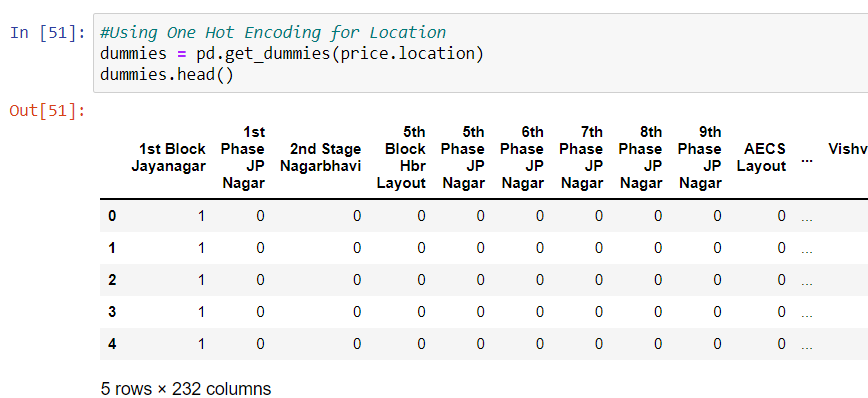 In [51]: #Using One Hot Encoding for Location
dummies = pd.get_dummies(price.location)
dummies.head()
Out[51]:
1st Block Jayanagar 1st Phase JP Nagar 2nd Stage Nagarbhavi 5th Block Hbr Layout 5th Phase JP Nagar 6th Phase JP Nagar 7th Phase JP Nagar 8th Phase JP Nagar 9th Phase JP Nagar AECS Layout ... Vishv
0 1 0 0 0 0 0 0 0 0 0 ...
1 1 0 0 0 0 0 0 0 0 0 ...
2 1 0 0 0 0 0 0 0 0 0 ...
3 1 0 0 0 0 0 0 0 0 0 ...
4 1 0 0 0 0 0 0 0 0 0 ...
5 rows × 232 columns